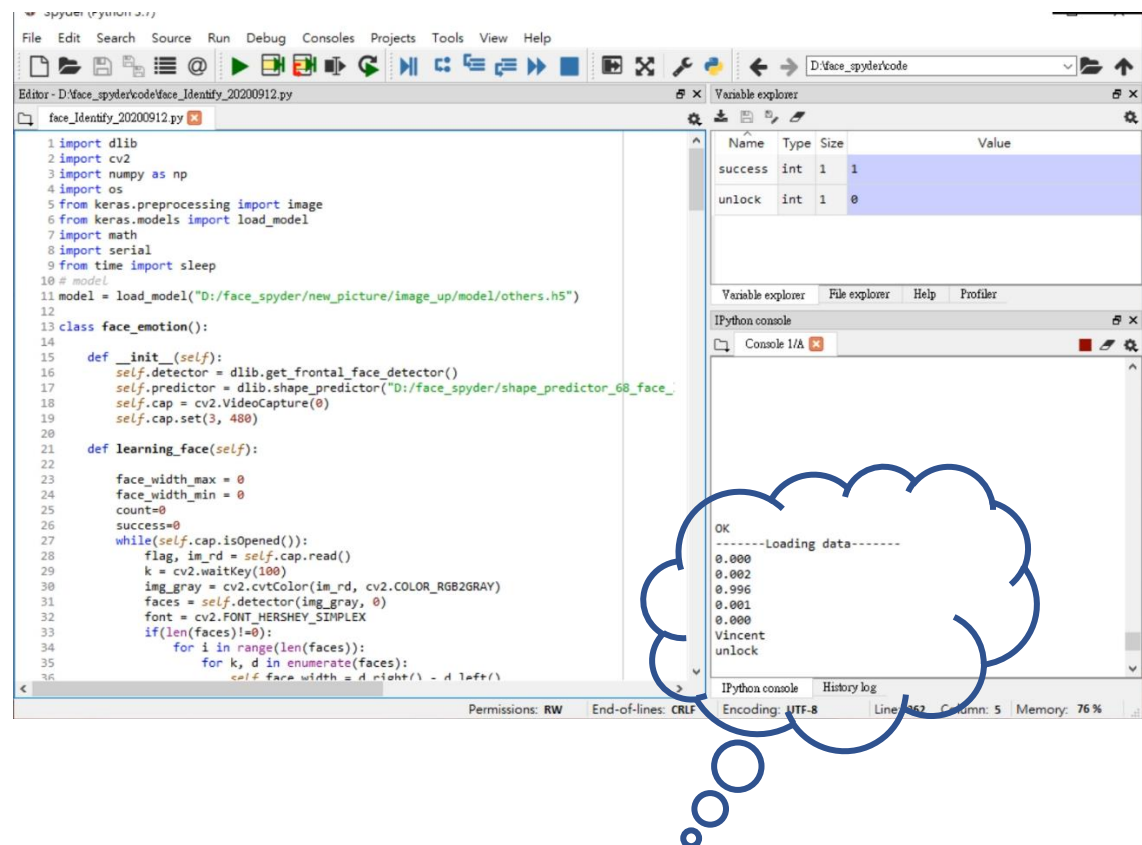 Spyder (Python 3.7)
File Edit Search Source Run Debug Consoles Projects Tools View Help
D:\face_spyder\code
Editor - D:\face_spyder\code\face_Identify_20200912.py
face_Identify_20200912.py
1 import dlib
2 import cv2
3 import numpy as np
4 import os
5 from keras.preprocessing import image
6 from keras.models import load_model
7 import math
8 import serial
9 from time import sleep
10 # model
11 model = load_model("D:/face_spyder/new_picture/image_up/model/others.h5")
12
13 class face_emotion():
14
15     def __init__(self):
16         self.detector = dlib.get_frontal_face_detector()
17         self.predictor = dlib.shape_predictor("D:/face_spyder/shape_predictor_68_face_
18         self.cap = cv2.VideoCapture(0)
19         self.cap.set(3, 480)
20
21     def learning_face(self):
22
23         face_width_max = 0
24         face_width_min = 0
25         count=0
26         success=0
27         while(self.cap.isOpened()):
28             flag, im_rd = self.cap.read()
29             k = cv2.waitKey(100)
30             img_gray = cv2.cvtColor(im_rd, cv2.COLOR_RGB2GRAY)
31             faces = self.detector(img_gray, 0)
32             font = cv2.FONT_HERSHEY_SIMPLEX
33             if(len(faces)!=0):
34                 for i in range(len(faces)):
35                     for k, d in enumerate(faces):
36                         self.face_width = d.right() - d.left()
Variable explorer
Name Type Size Value
success int 1 1
unlock int 1 0
Variable explorer File explorer Help Profiler
IPython console
Console 1/A
OK
-------Loading data-------
0.000
0.002
0.996
0.001
0.000
Vincent
unlock
IPython console History log
Permissions: RW End-of-lines: CRLF Encoding: UTF-8 Line: 362 Column: 5 Memory: 76 %